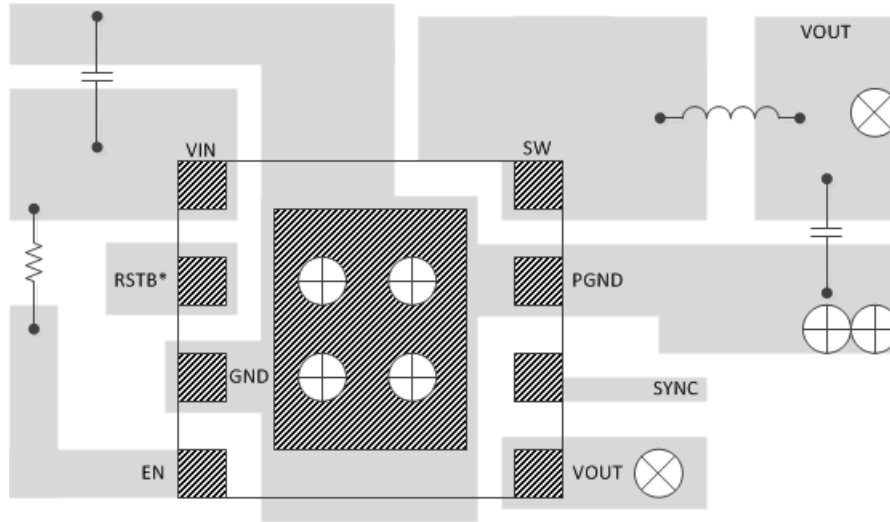 VOUT
VIN
SW
RSTB*
PGND
GND
SYNC
EN
VOUT